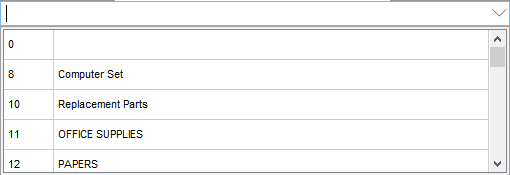 0
8 Computer Set
10 Replacement Parts
11 OFFICE SUPPLIES
12 PAPERS